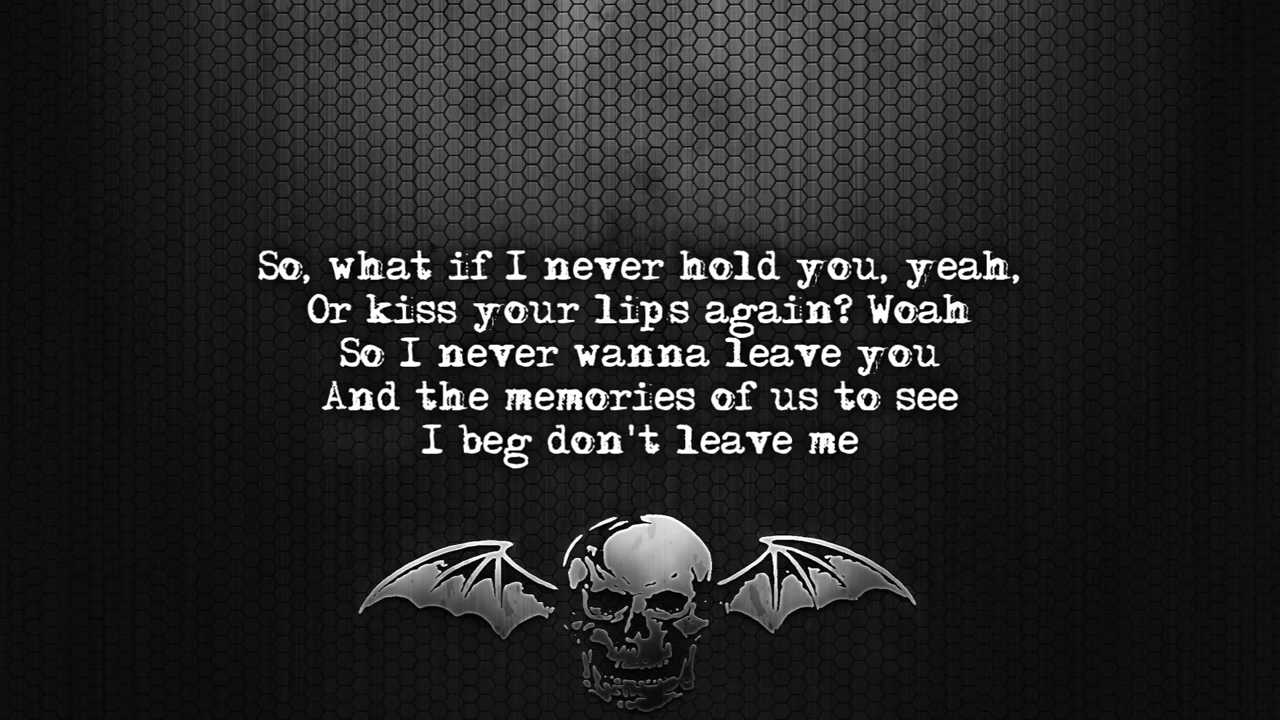 So, what if I never hold you, yeah,
Or kiss your lips again? Woah
So I never wanna leave you
And the memories of us to see
I beg don't leave me